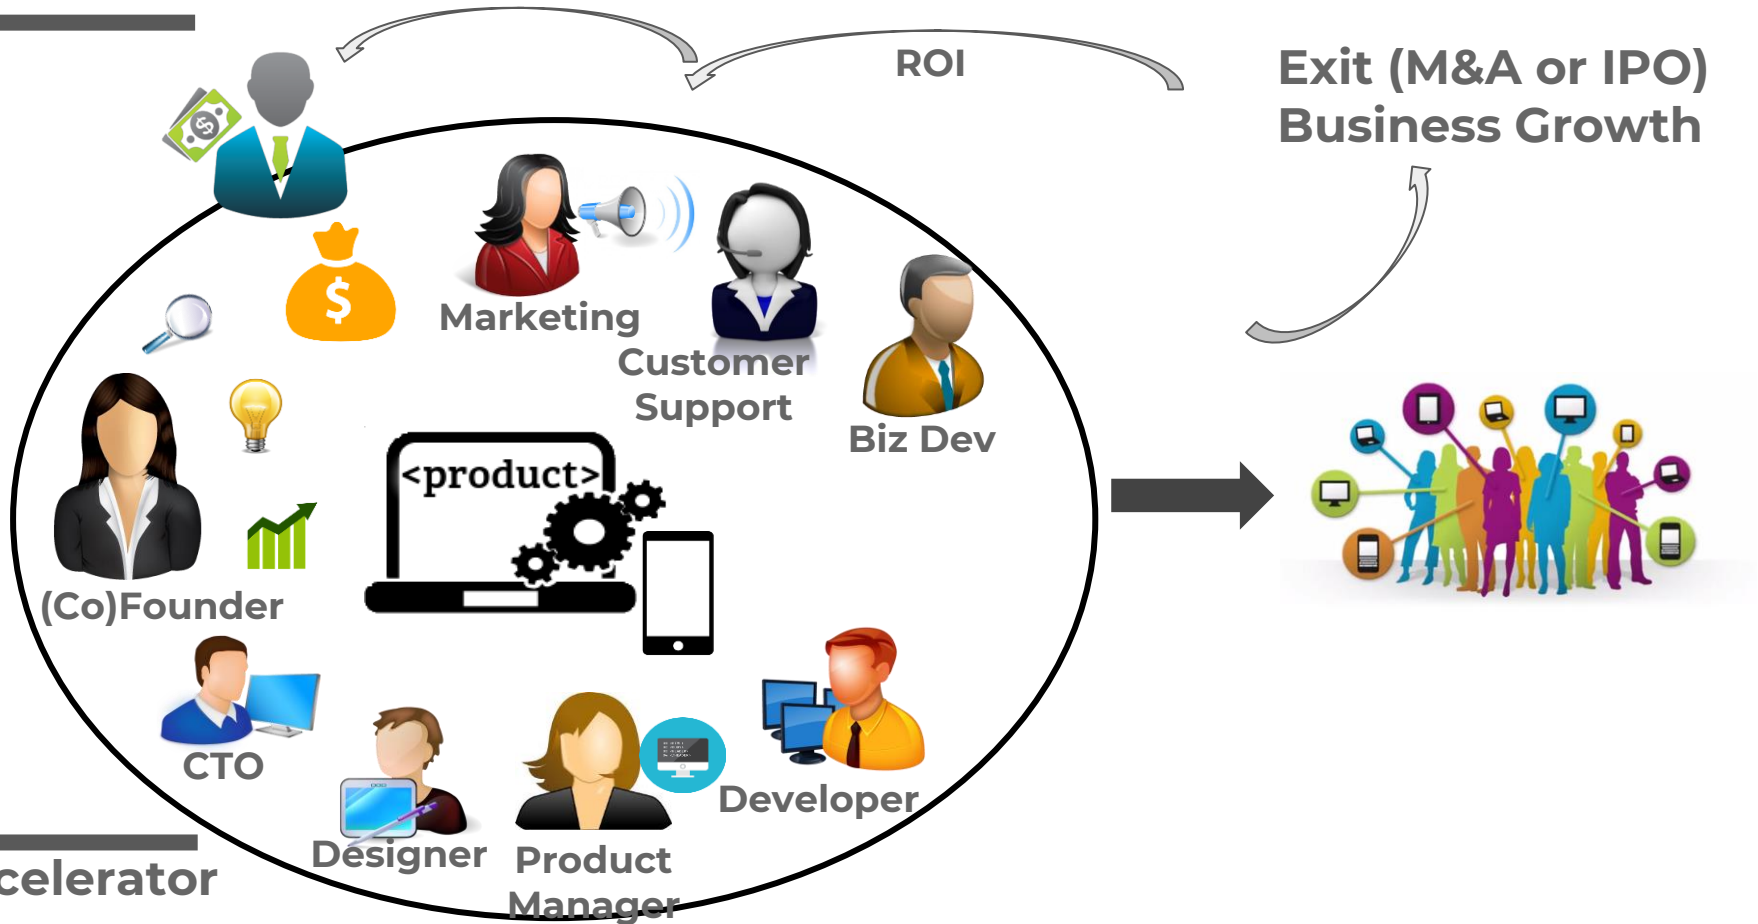 ROI
Exit (M&A or IPO)
Business Growth
$
$
Marketing
Customer
Support
Biz Dev
<product>
(Co)Founder
CTO
Developer
Designer
Product
Manager
celerator